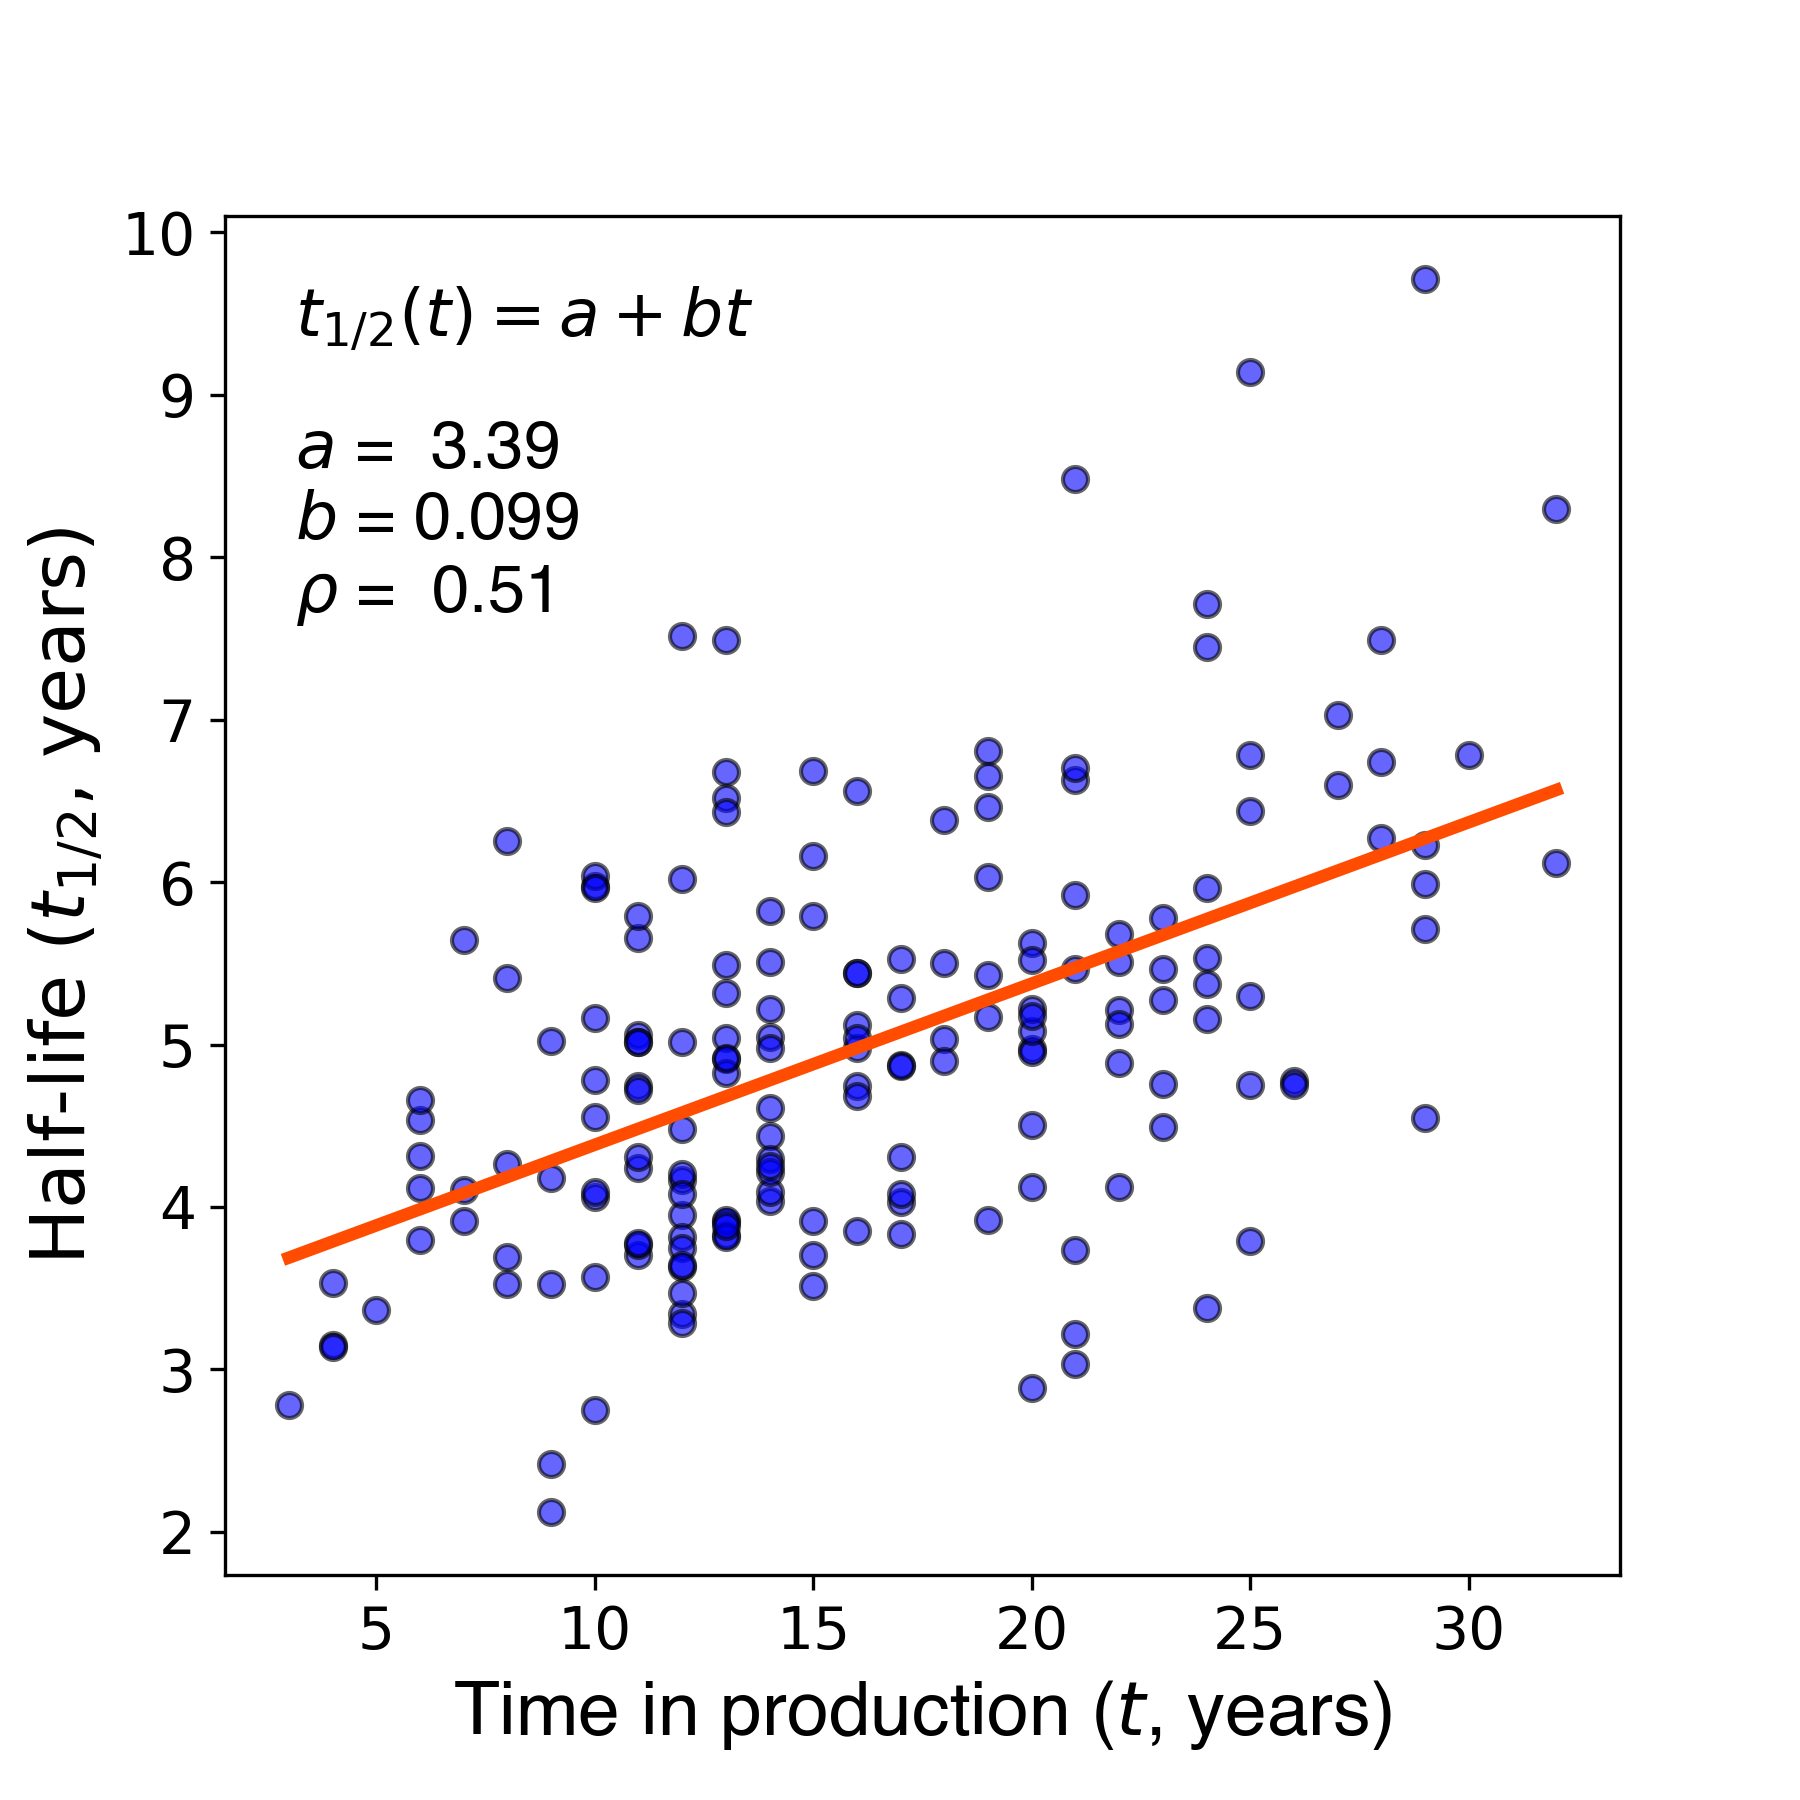 10
9
8
7
6
5
4
3
2
Half-life (t1/2, years)
t1/2(t) = a + bt
a = 3.39
b = 0.099
ρ = 0.51
5 10 15 20 25 30
Time in production (t, years)